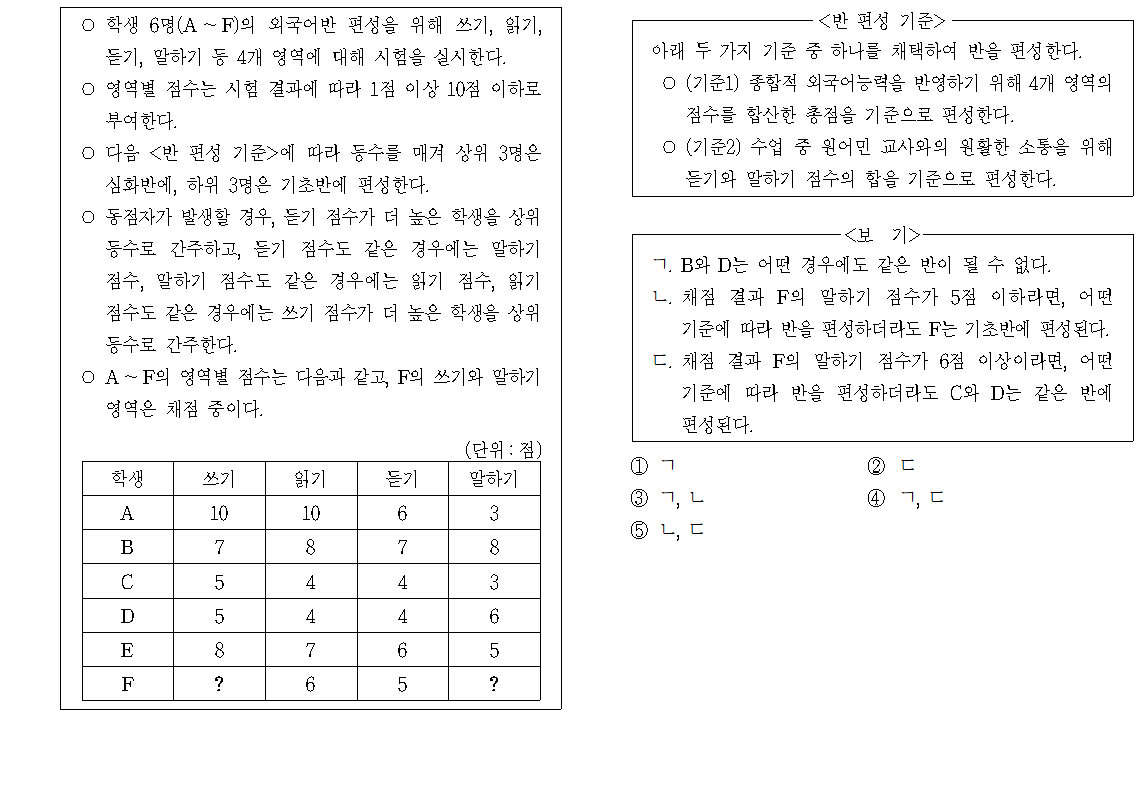 ○ 학생 6명(A ~ F)의 외국어반 편성을 위해 쓰기, 읽기,
듣기, 말하기 등 4개 영역에 대해 시험을 실시한다.
○ 영역별 점수는 시험 결과에 따라 1점 이상 10점 이하로
부여한다.
○ 다음 <반 편성 기준>에 따라 등수를 매겨 상위 3명은
심화반에, 하위 3명은 기초반에 편성한다.
○ 동점자가 발생할 경우, 듣기 점수가 더 높은 학생을 상위
등수로 간주하고, 듣기 점수도 같은 경우에는 말하기
점수, 말하기 점수도 같은 경우에는 읽기 점수, 읽기
점수도 같은 경우에는 쓰기 점수가 더 높은 학생을 상위
등수로 간주한다.
○ A ~ F의 영역별 점수는 다음과 같고, F의 쓰기와 말하기
영역은 채점 중이다.
(단위 : 점)
학생 쓰기 읽기 듣기 말하기
A 10 10 6 3
B 7 8 7 8
C 5 4 4 3
D 5 4 4 6
E 8 7 6 5
F ? 6 5 ?
<반 편성 기준>
아래 두 가지 기준 중 하나를 채택하여 반을 편성한다.
○ (기준1) 종합적 외국어능력을 반영하기 위해 4개 영역의
점수를 합산한 총점을 기준으로 편성한다.
○ (기준2) 수업 중 원어민 교사와의 원활한 소통을 위해
듣기와 말하기 점수의 합을 기준으로 편성한다.
<보 기>
ㄱ. B와 D는 어떤 경우에도 같은 반이 될 수 없다.
ㄴ. 채점 결과 F의 말하기 점수가 5점 이하라면, 어떤
기준에 따라 반을 편성하더라도 F는 기초반에 편성된다.
ㄷ. 채점 결과 F의 말하기 점수가 6점 이상이라면, 어떤
기준에 따라 반을 편성하더라도 C와 D는 같은 반에
편성된다.
① ㄱ ② ㄷ
③ ㄱ, ㄴ ④ ㄱ, ㄷ
⑤ ㄴ, ㄷ